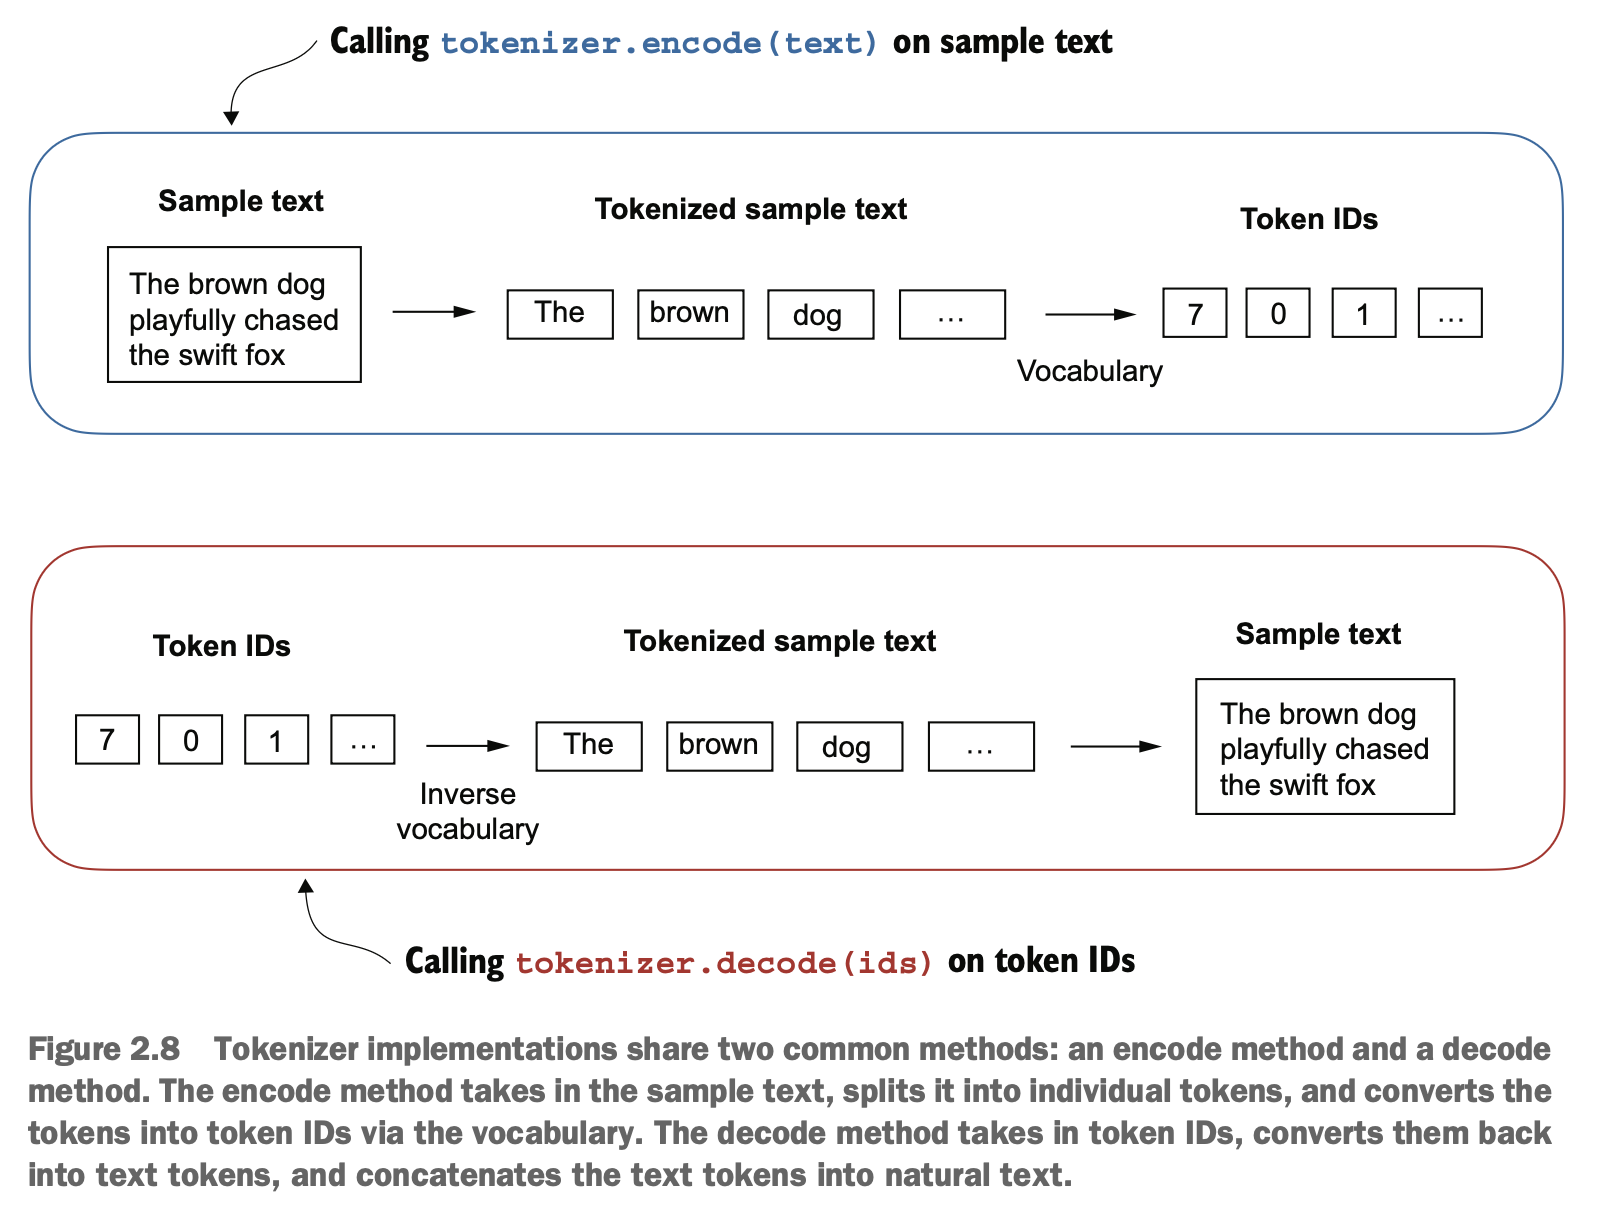 Calling tokenizer.encode(text) on sample text
Sample text
Tokenized sample text
Token IDs
The brown dog
playfully chased
the swift fox
The
brown
dog
...
Vocabulary
7
0
1
...
Token IDs
Tokenized sample text
Sample text
7
0
1
...
Inverse
vocabulary
The
brown
dog
...
The brown dog
playfully chased
the swift fox
Calling tokenizer.decode(ids) on token IDs
Figure 2.8 Tokenizer implementations share two common methods: an encode method and a decode
method. The encode method takes in the sample text, splits it into individual tokens, and converts the
tokens into token IDs via the vocabulary. The decode method takes in token IDs, converts them back
into text tokens, and concatenates the text tokens into natural text.